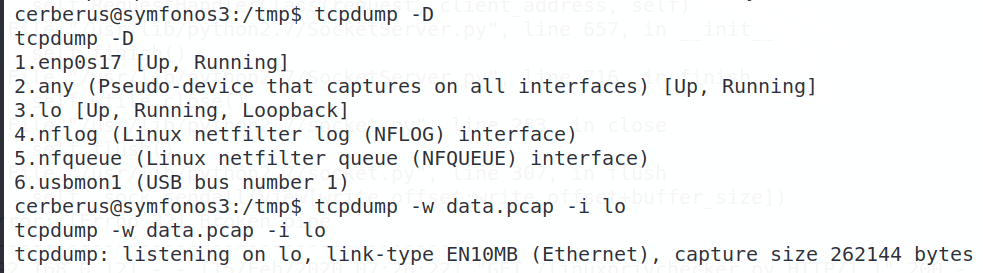 cerberus@symfonos3:/tmp$ tcpdump -D
tcpdump -D
1.enp0s17 [Up, Running]
2.any (Pseudo-device that captures on all interfaces) [Up, Running]
3.lo [Up, Running, Loopback]
4.nflog (Linux netfilter log (NFLOG) interface)
5.nfqueue (Linux netfilter queue (NFQUEUE) interface)
6.usbmon1 (USB bus number 1)
cerberus@symfonos3:/tmp$ tcpdump -w data.pcap -i lo
tcpdump -w data.pcap -i lo
tcpdump: listening on lo, link-type EN10MB (Ethernet), capture size 262144 bytes